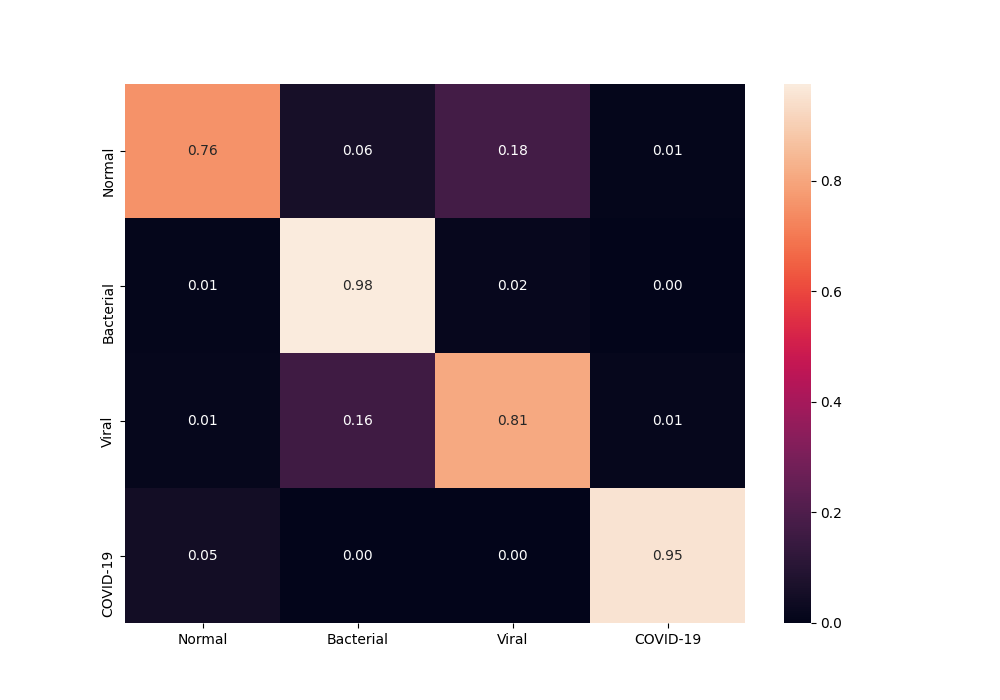 Normal 0.76 0.06 0.18 0.01
Bacterial 0.01 0.98 0.02 0.00
Viral 0.01 0.16 0.81 0.01
COVID-19 0.05 0.00 0.00 0.95
Normal Bacterial Viral COVID-19
0.8
0.6
0.4
0.2
0.0